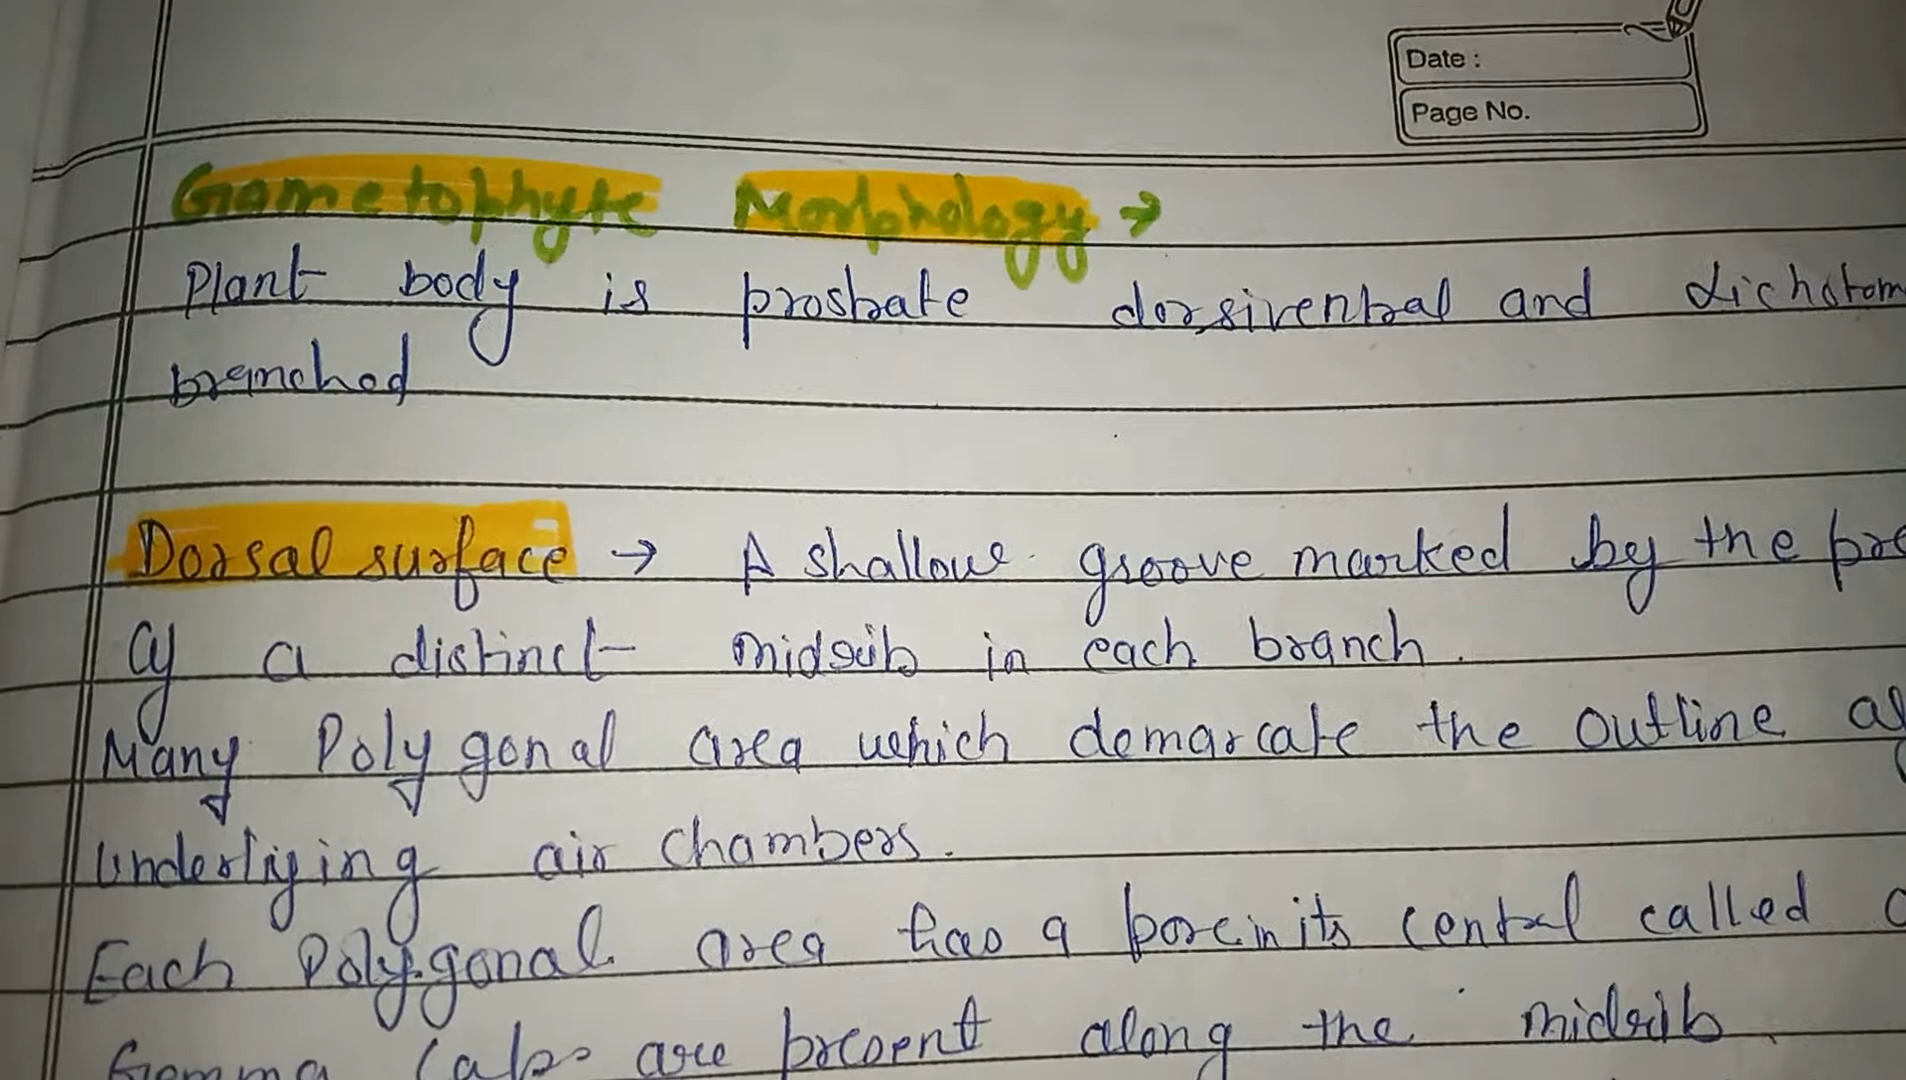 Date :
Page No.
Gametophyte Morphology →
Plant body is prostrate dorsiventral and dichotom
branched
Dorsal surface → A shallow groove marked by the pre
of a distinct midrib in each branch.
Many Polygonal area which demarcate the outline of
underlying air chambers.
Each Polygonal area has a pore in its central called a
Gemma are present along the midrib